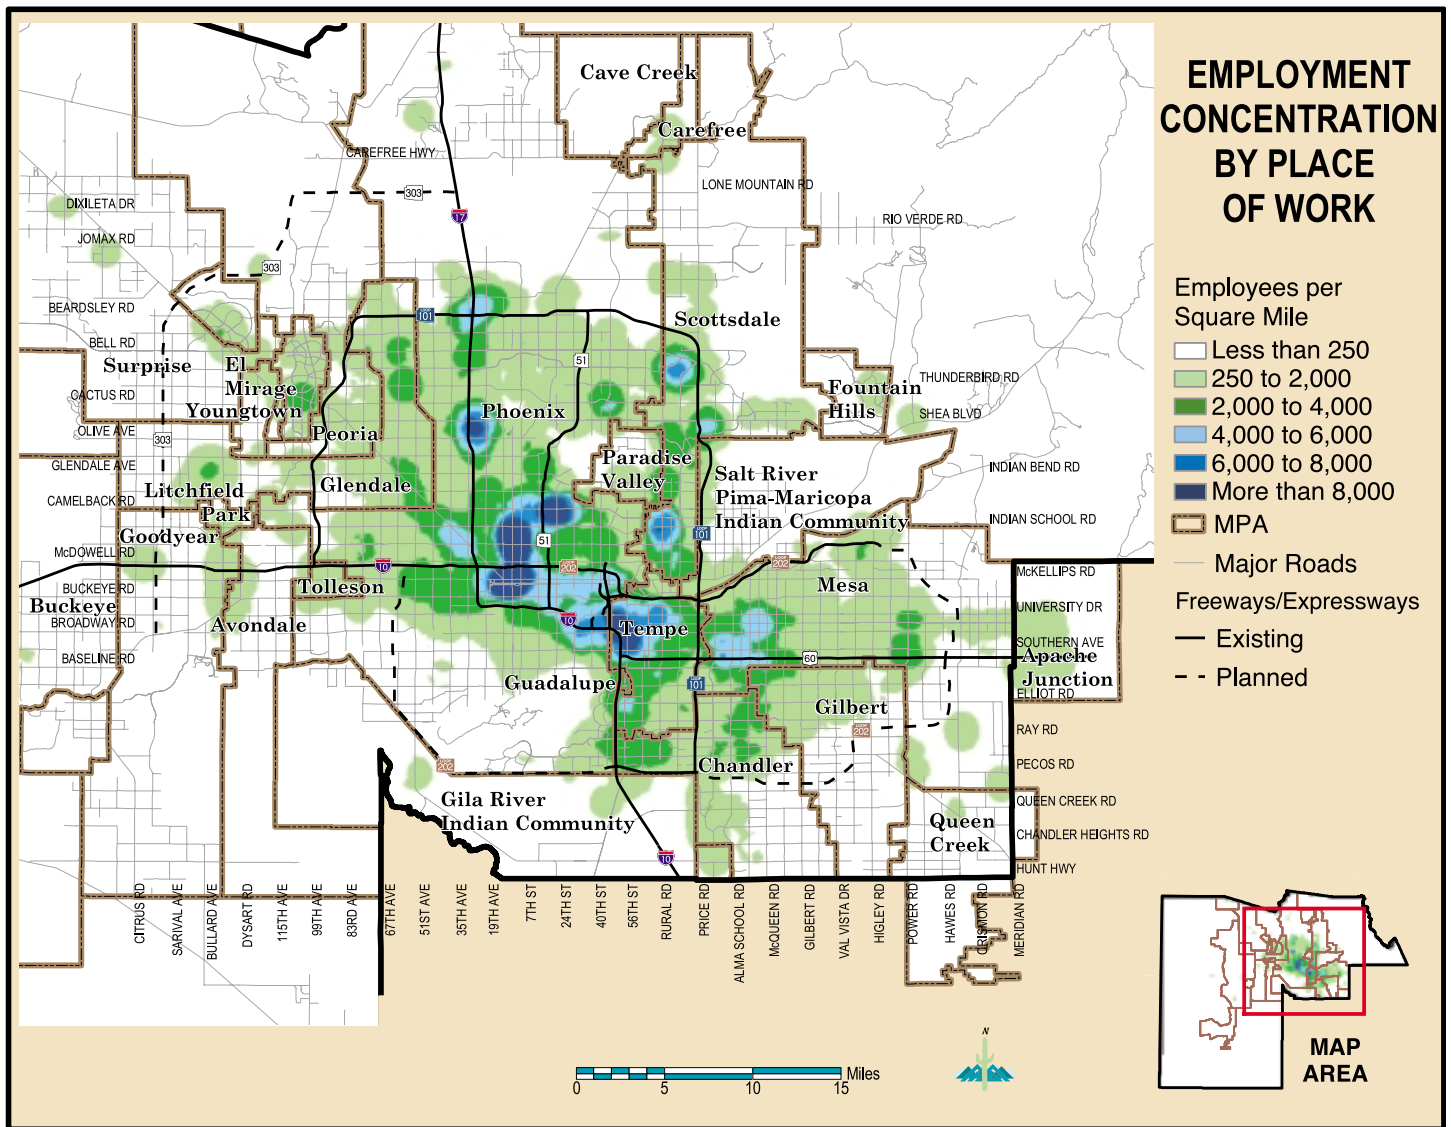 EMPLOYMENT
CONCENTRATION
BY PLACE
OF WORK
Employees per
Square Mile
Less than 250
250 to 2,000
2,000 to 4,000
4,000 to 6,000
6,000 to 8,000
More than 8,000
MPA
Major Roads
Freeways/Expressways
Existing
Planned
Cave Creek
Carefree
CAREFREE HWY
LONE MOUNTAIN RD
303
17
DIXILETA DR
RIO VERDE RD
JOMAX RD
303
BEARDSLEY RD
LOOP
101
Scottsdale
BELL RD
51
Surprise
El
Mirage
Youngtown
Fountain
Hills
THUNDERBIRD RD
CACTUS RD
Phoenix
SHEA BLVD
OLIVE AVE
303
Peoria
GLENDALE AVE
Paradise
Valley
Salt River
Pima-Maricopa
Indian Community
INDIAN BEND RD
Litchfield
Park
Glendale
CAMELBACK RD
INDIAN SCHOOL RD
Goodyear
51
LOOP
101
McDOWELL RD
10
202
LOOP
202
McKELLIPS RD
BUCKEYE RD
Tolleson
Mesa
Buckeye
UNIVERSITY DR
BROADWAY RD
Avondale
10
Tempe
SOUTHERN AVE
BASELINE RD
60
Apache
Junction
Guadalupe
LOOP
101
ELLIOT RD
Gilbert
LOOP
202
RAY RD
LOOP
202
Chandler
PECOS RD
Gila River
Indian Community
QUEEN CREEK RD
Queen
Creek
CHANDLER HEIGHTS RD
10
HUNT HWY
CITRUS RD
SARIVAL AVE
BULLARD AVE
DYSART RD
115TH AVE
99TH AVE
83RD AVE
67TH AVE
51ST AVE
35TH AVE
19TH AVE
7TH ST
24TH ST
40TH ST
56TH ST
RURAL RD
PRICE RD
ALMA SCHOOL RD
McQUEEN RD
GILBERT RD
VAL VISTA DR
HIGLEY RD
POWER RD
HAWES RD
CRISMON RD
MERIDIAN RD
N
Miles
0
5
10
15
MAP
AREA